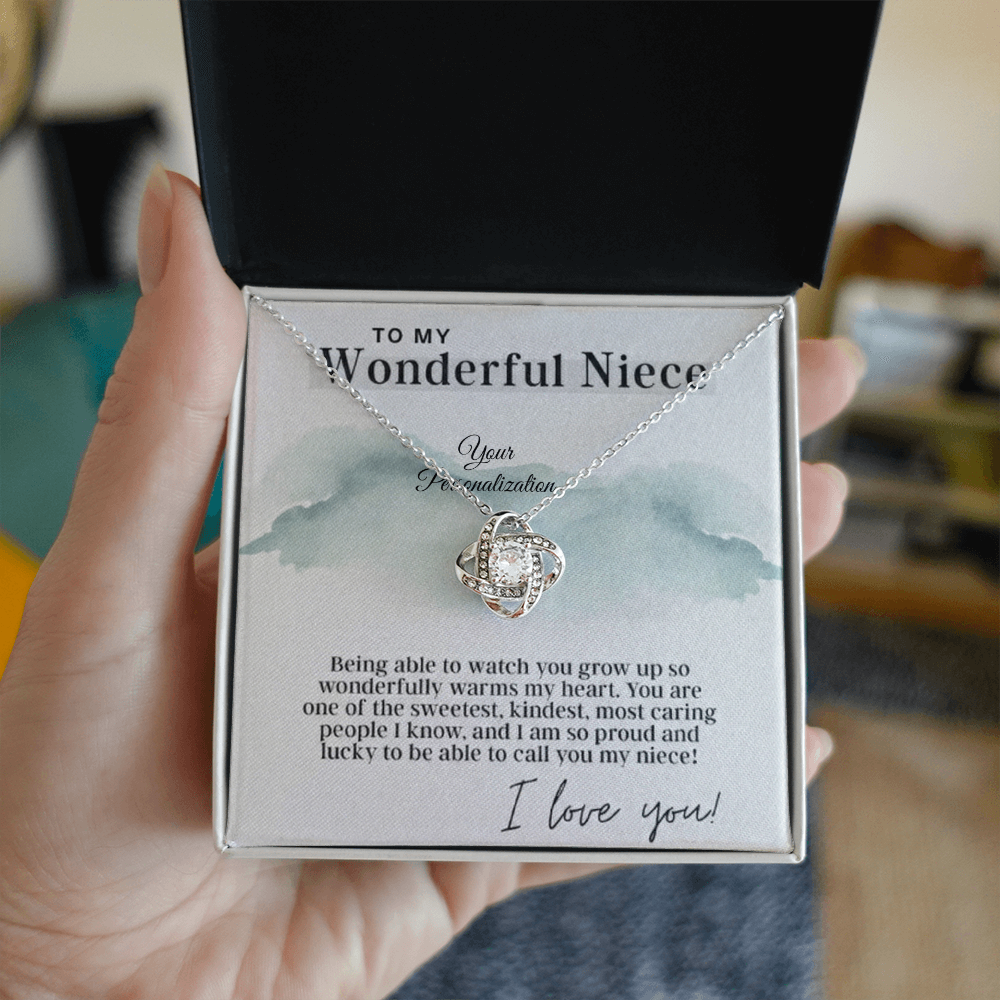 TO MY
Wonderful Niece
Your
Personalization
Being able to watch you grow up so
wonderfully warms my heart. You are
one of the sweetest, kindest, most caring
people I know, and I am so proud and
lucky to be able to call you my niece!
I love you!